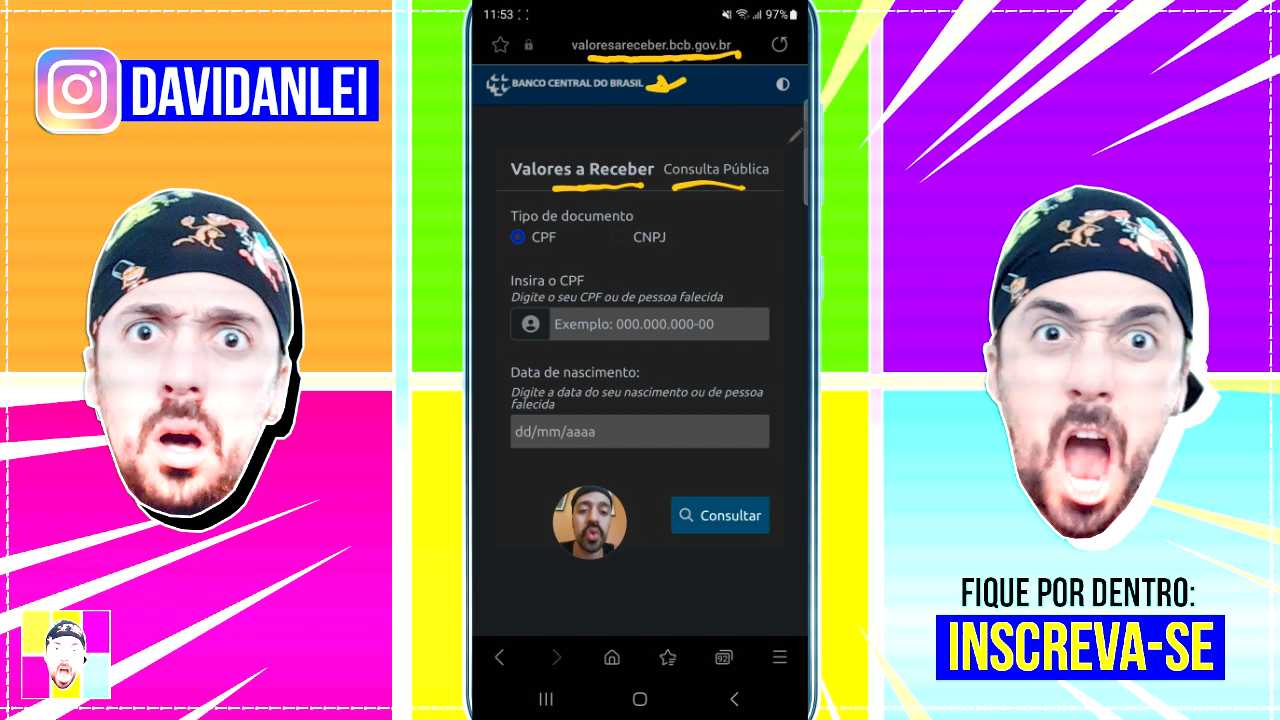 DAVIDANLEI
11:53
97%
valoresareceber.bcb.gov.br
BANCO CENTRAL DO BRASIL
Valores a Receber
Consulta Pública
Tipo de documento
CPF
CNPJ
Insira o CPF
Digite o seu CPF ou de pessoa falecida
Exemplo: 000.000.000-00
Data de nascimento:
Digite a data do seu nascimento ou de pessoa
falecida
dd/mm/aaaa
Consultar
92
FIQUE POR DENTRO:
INSCREVA-SE